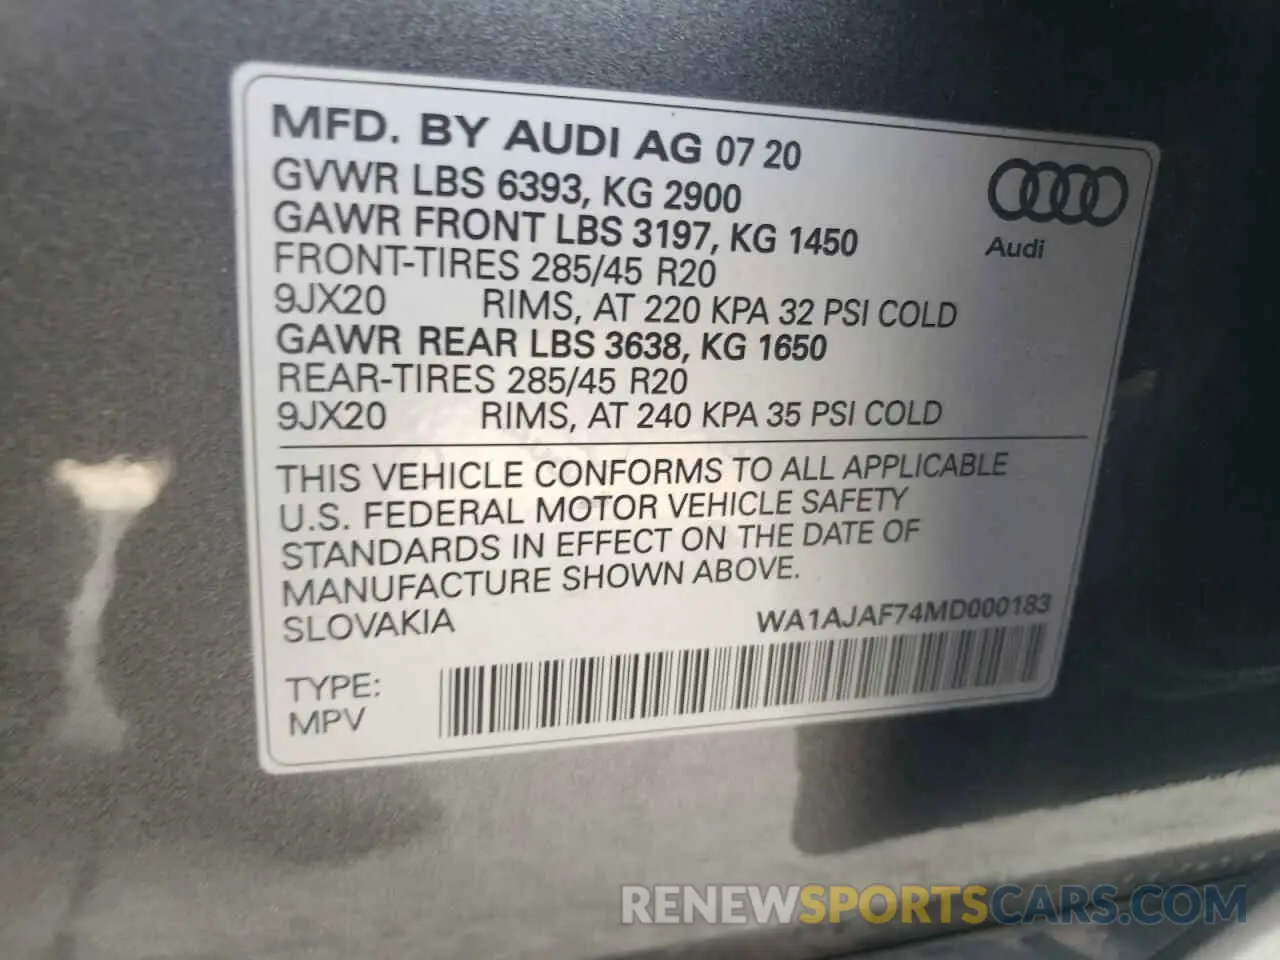 MFD. BY AUDI AG 07 20
GVWR LBS 6393, KG 2900
GAWR FRONT LBS 3197, KG 1450
FRONT-TIRES 285/45 R20
9JX20 RIMS, AT 220 KPA 32 PSI COLD
GAWR REAR LBS 3638, KG 1650
REAR-TIRES 285/45 R20
9JX20 RIMS, AT 240 KPA 35 PSI COLD
Audi
THIS VEHICLE CONFORMS TO ALL APPLICABLE
U.S. FEDERAL MOTOR VEHICLE SAFETY
STANDARDS IN EFFECT ON THE DATE OF
MANUFACTURE SHOWN ABOVE.
SLOVAKIA WA1AJAF74MD000183
TYPE:
MPV
RENEWSPORTSCARS.COM